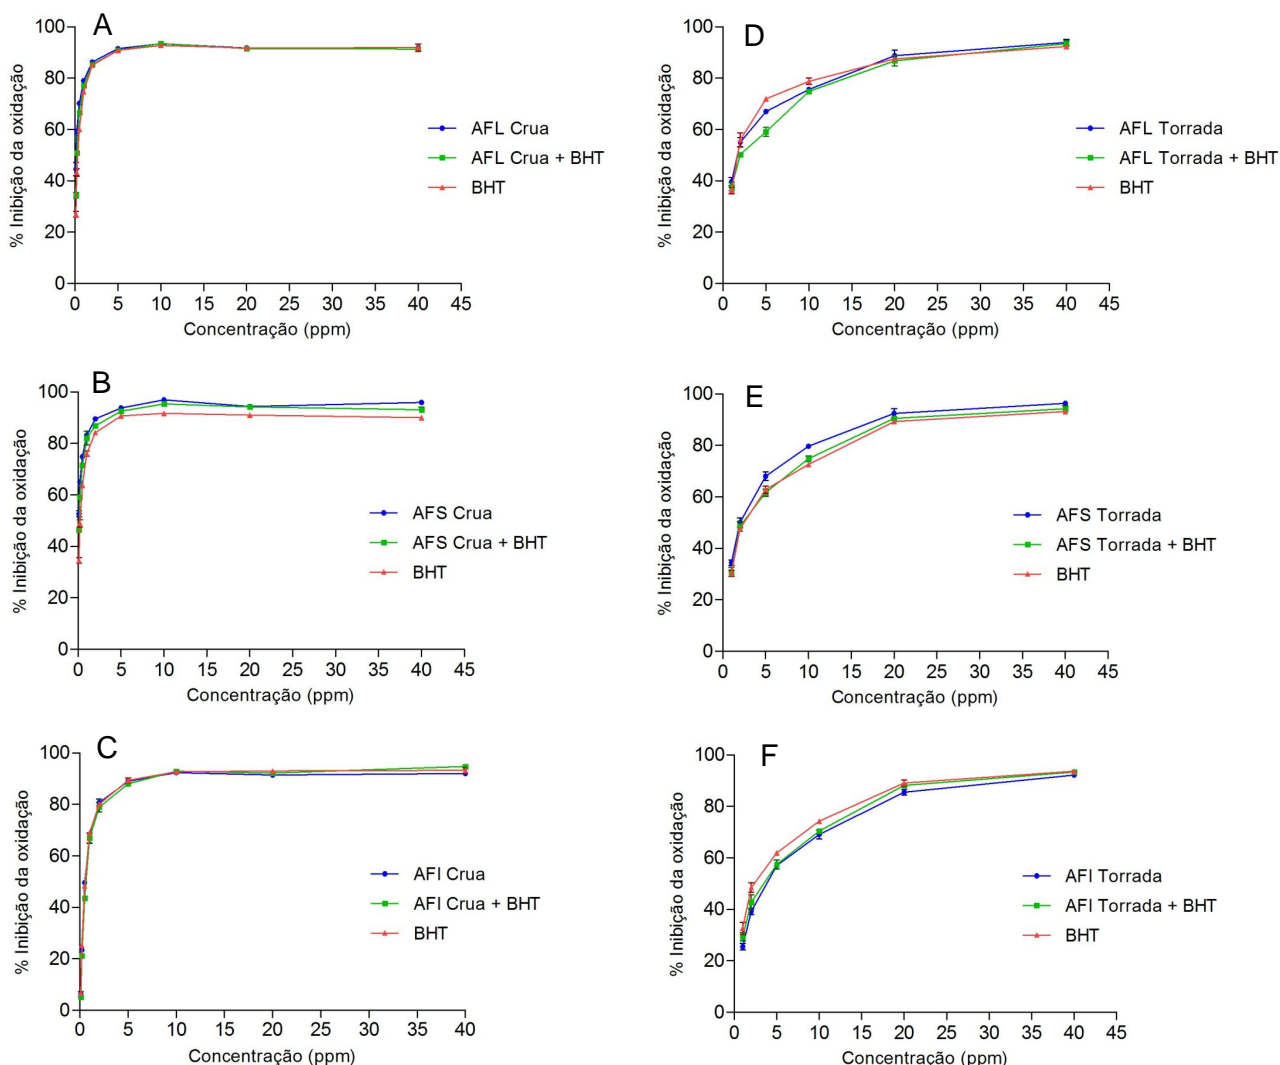 A
% Inibição da oxidação
100
80
60
40
20
0
0 5 10 15 20 25 30 35 40 45
Concentração (ppm)
AFL Crua
AFL Crua + BHT
BHT
D
% Inibição da oxidação
100
80
60
40
20
0
0 5 10 15 20 25 30 35 40 45
Concentração (ppm)
AFL Torrada
AFL Torrada + BHT
BHT
B
% Inibição da oxidação
100
80
60
40
20
0
0 5 10 15 20 25 30 35 40 45
Concentração (ppm)
AFS Crua
AFS Crua + BHT
BHT
E
% Inibição da oxidação
100
80
60
40
20
0
0 5 10 15 20 25 30 35 40 45
Concentração (ppm)
AFS Torrada
AFS Torrada + BHT
BHT
C
% Inibição da oxidação
100
80
60
40
20
0
0 5 10 15 20 25 30 35 40
Concentração (ppm)
AFI Crua
AFI Crua + BHT
BHT
F
% Inibição da oxidação
100
80
60
40
20
0
0 5 10 15 20 25 30 35 40 45
Concentração (ppm)
AFI Torrada
AFI Torrada + BHT
BHT